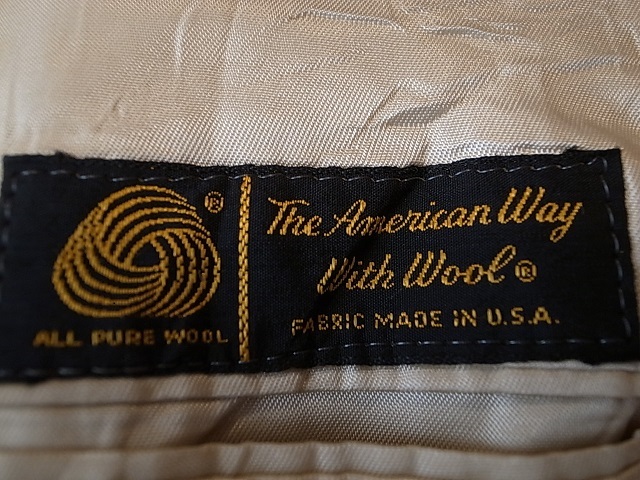 ®
ALL PURE WOOL
The American Way
With Wool®
FABRIC MADE IN U.S.A.